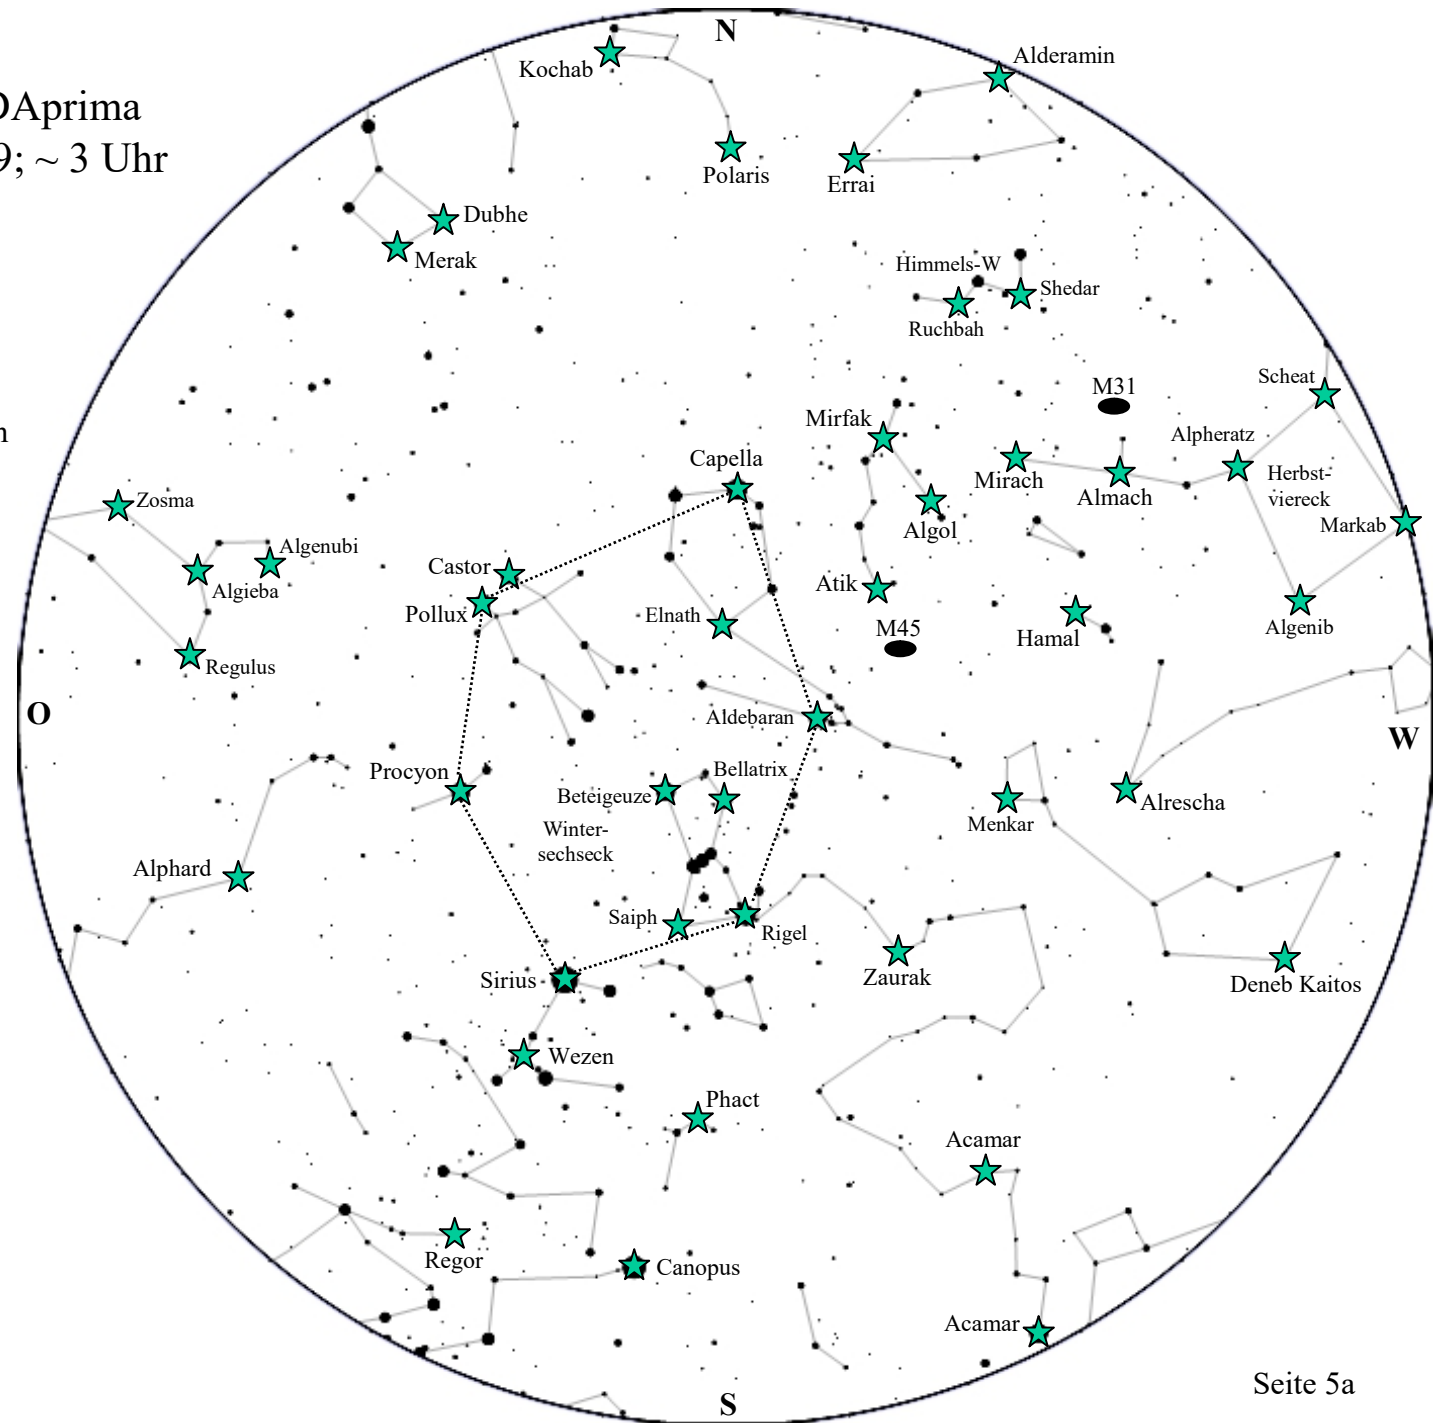 N
Kochab
Alderamin
DAprima
9; ~ 3 Uhr
Polaris
Errai
Dubhe
Merak
Himmels-W
Shedar
Ruchbah
Scheat
M31
Mirfak
Alpheratz
n
Capella
Mirach
Almach
Herbst-
viereck
Zosma
Algol
Markab
Algenubi
Castor
Algieba
Atik
Pollux
Elnath
M45
Hamal
Algenib
Regulus
O
Aldebaran
W
Procyon
Bellatrix
Beteigeuze
Alrescha
Menkar
Winter-
sechseck
Alphard
Saiph
Rigel
Sirius
Zaurak
Deneb Kaitos
Wezen
Phact
Acamar
Regor
Canopus
Acamar
Seite 5a
S